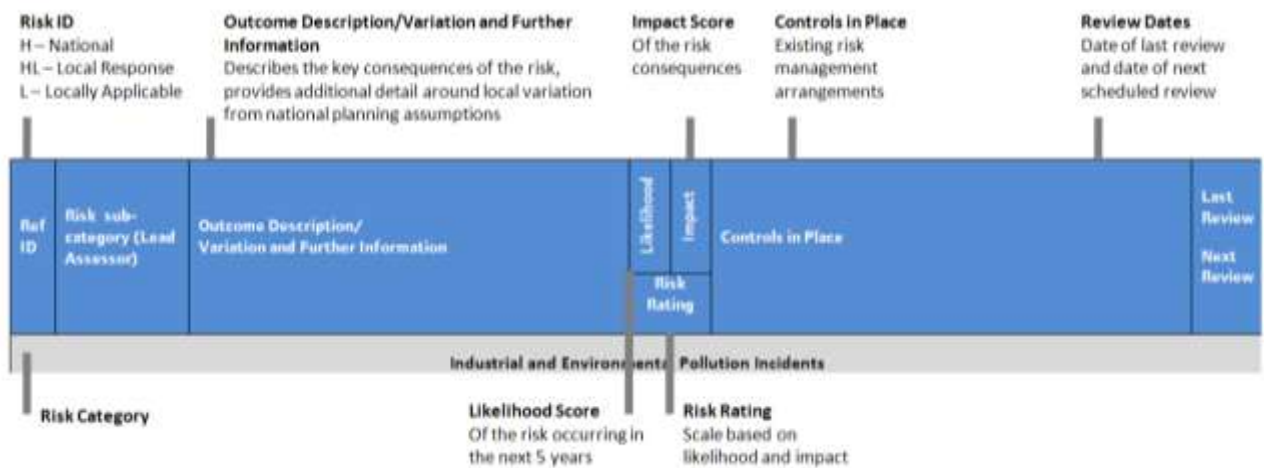 Risk ID
H – National
HL – Local Response
L – Locally Applicable
Outcome Description/Variation and Further
Information
Describes the key consequences of the risk,
provides additional detail around local variation
from national planning assumptions
Impact Score
Of the risk
consequences
Controls in Place
Existing risk
management
arrangements
Review Dates
Date of last review
and date of next
scheduled review
Ref
ID
Risk sub-
category (Lead
Assessor)
Outcome Description/
Variation and Further Information
Likelihood
Impact
Risk
Rating
Controls in Place
Last
Review
Next
Review
Industrial and Environmental Pollution Incidents
Risk Category
Likelihood Score
Of the risk occurring in
the next 5 years
Risk Rating
Scale based on
likelihood and impact